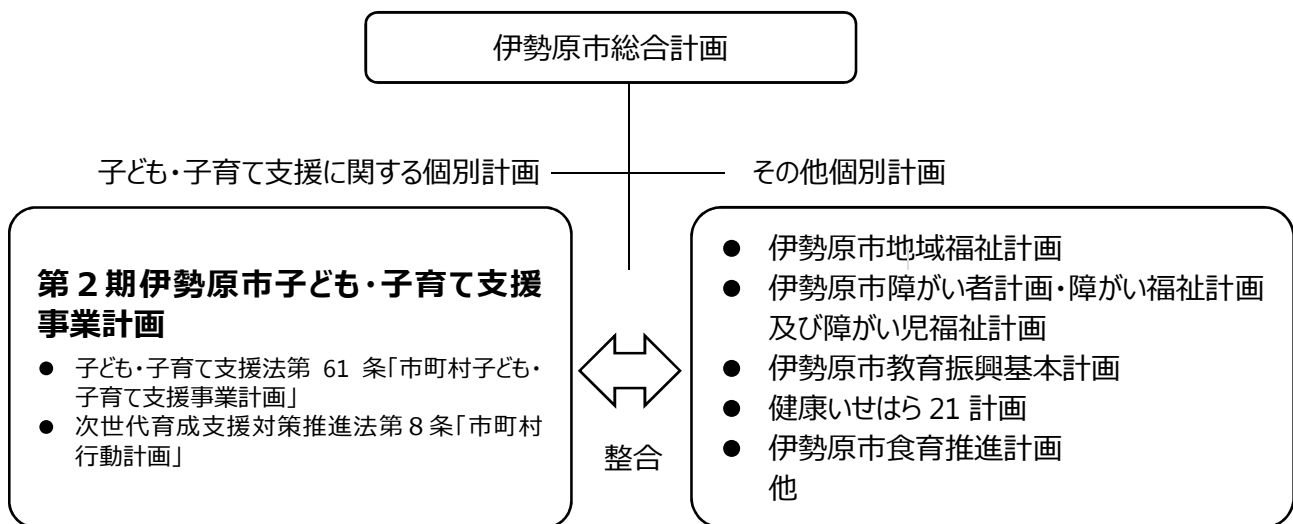 伊勢原市総合計画
子ども・子育て支援に関する個別計画
その他個別計画
第２期伊勢原市子ども・子育て支援
事業計画
● 子ども・子育て支援法第 61 条「市町村子ども・
子育て支援事業計画」
● 次世代育成支援対策推進法第８条「市町村
行動計画」
整合
● 伊勢原市地域福祉計画
● 伊勢原市障がい者計画・障がい福祉計画
及び障がい児福祉計画
● 伊勢原市教育振興基本計画
● 健康いせはら 21 計画
● 伊勢原市食育推進計画
他